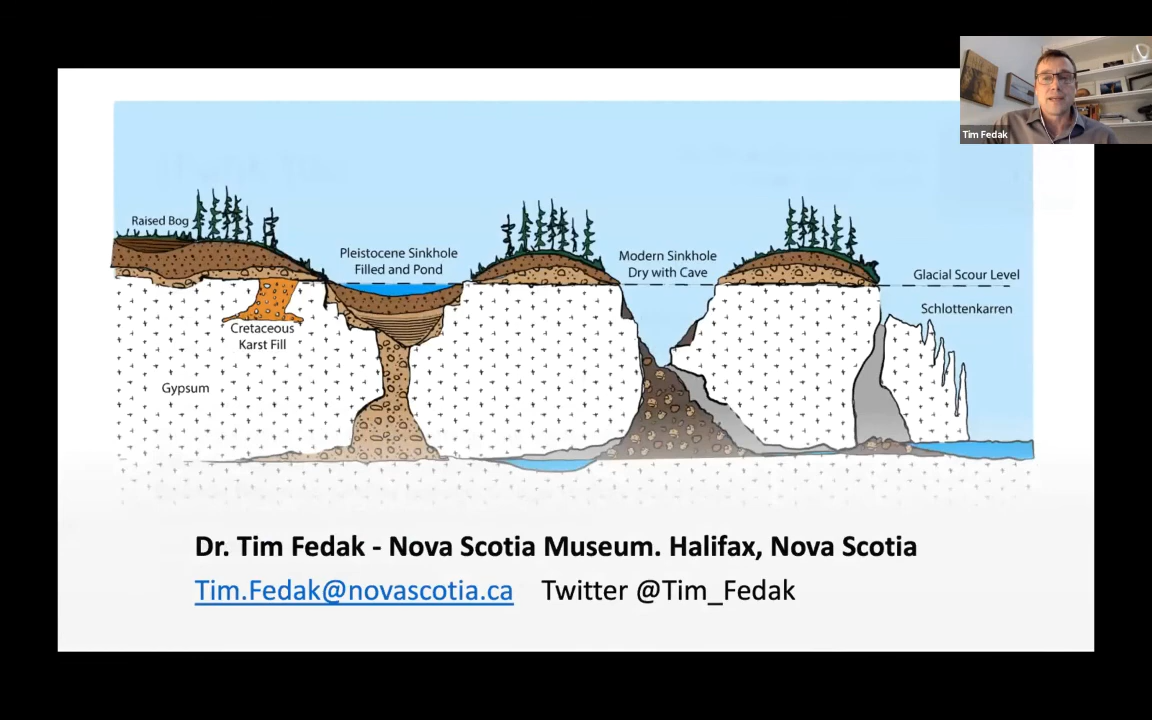 Tim Fedak
Raised Bog
Pleistocene Sinkhole
Filled and Pond
Modern Sinkhole
Dry with Cave
Glacial Scour Level
Schlottenkarren
Cretaceous
Karst Fill
Gypsum
Dr. Tim Fedak - Nova Scotia Museum. Halifax, Nova Scotia
Tim.Fedak@novascotia.ca Twitter @Tim_Fedak